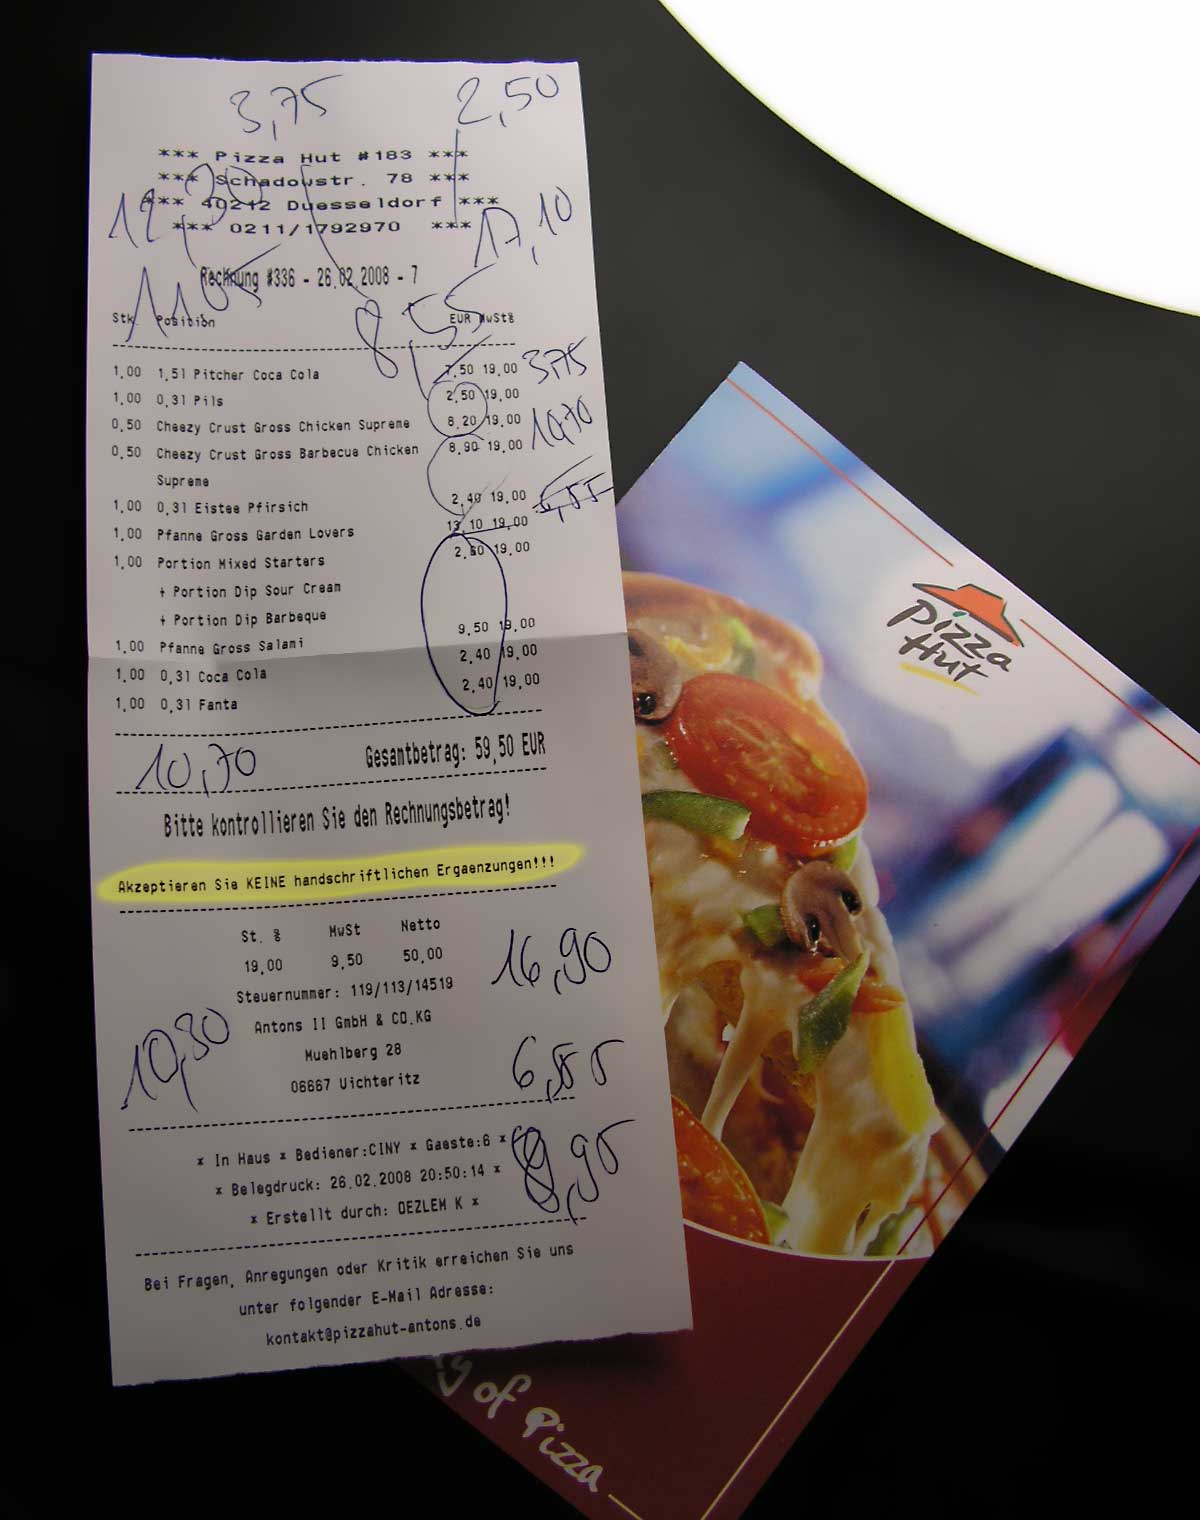 3,75
2,50
*** Pizza Hut #183 ***
*** Schadowstr. 78 ***
*** 40212 Duesseldorf ***
*** 0211/1792970 ***
17,10
Rechnung #336 - 26.02.2008 - 7
11,05
8,55
Stk. Position EUR MwSt%
1,00 1,5l Pitcher Coca Cola 7,50 19,00 3,75
1,00 0,3l Pils 2,50 19,00
0,50 Cheezy Crust Gross Chicken Supreme 8,20 19,00 10,70
0,50 Cheezy Crust Gross Barbecue Chicken 8,90 19,00
Supreme
1,00 0,3l Eistee Pfirsich 2,40 19,00
1,00 Pfanne Gross Garden Lovers 13,10 19,00
1,00 Portion Mixed Starters 2,60 19,00
+ Portion Dip Sour Cream
+ Portion Dip Barbeque
1,00 Pfanne Gross Salami 9,50 19,00
1,00 0,3l Coca Cola 2,40 19,00
1,00 0,3l Fanta 2,40 19,00
10,70
Gesamtbetrag: 59,50 EUR
Bitte kontrollieren Sie den Rechnungsbetrag!
Akzeptieren Sie KEINE handschriftlichen Ergaenzungen!!!
St. % MwSt Netto
19,00 9,50 50,00
16,90
Steuernummer: 119/113/14519
Antons II GmbH & CO.KG
10,80
Muehlberg 28
06667 Uichteritz
6,55
* In Haus * Bediener:CINY * Gaeste:6 *
,95
* Belegdruck: 26.02.2008 20:50:14 *
* Erstellt durch: OEZLEM K *
Bei Fragen, Anregungen oder Kritik erreichen Sie uns
unter folgender E-Mail Adresse:
kontakt@pizzahut-antons.de
Pizza
Hut
of Pizza